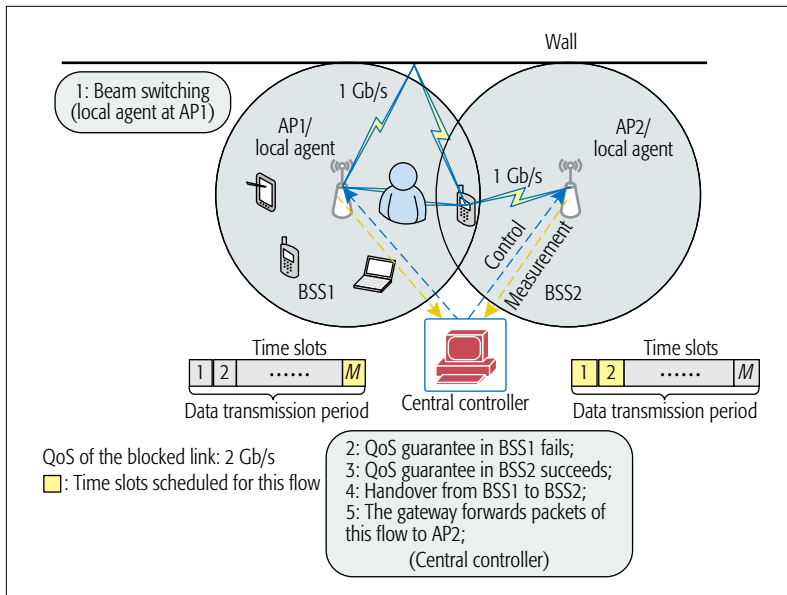 Wall
1: Beam switching
(local agent at AP1)
1 Gb/s
AP1/
local agent
AP2/
local agent
1 Gb/s
Control
Measurement
BSS1
BSS2
Time slots
1 2 ...... M
Data transmission period
Central controller
Time slots
1 2 ...... M
Data transmission period
QoS of the blocked link: 2 Gb/s
: Time slots scheduled for this flow
2: QoS guarantee in BSS1 fails;
3: QoS guarantee in BSS2 succeeds;
4: Handover from BSS1 to BSS2;
5: The gateway forwards packets of
this flow to AP2;
(Central controller)